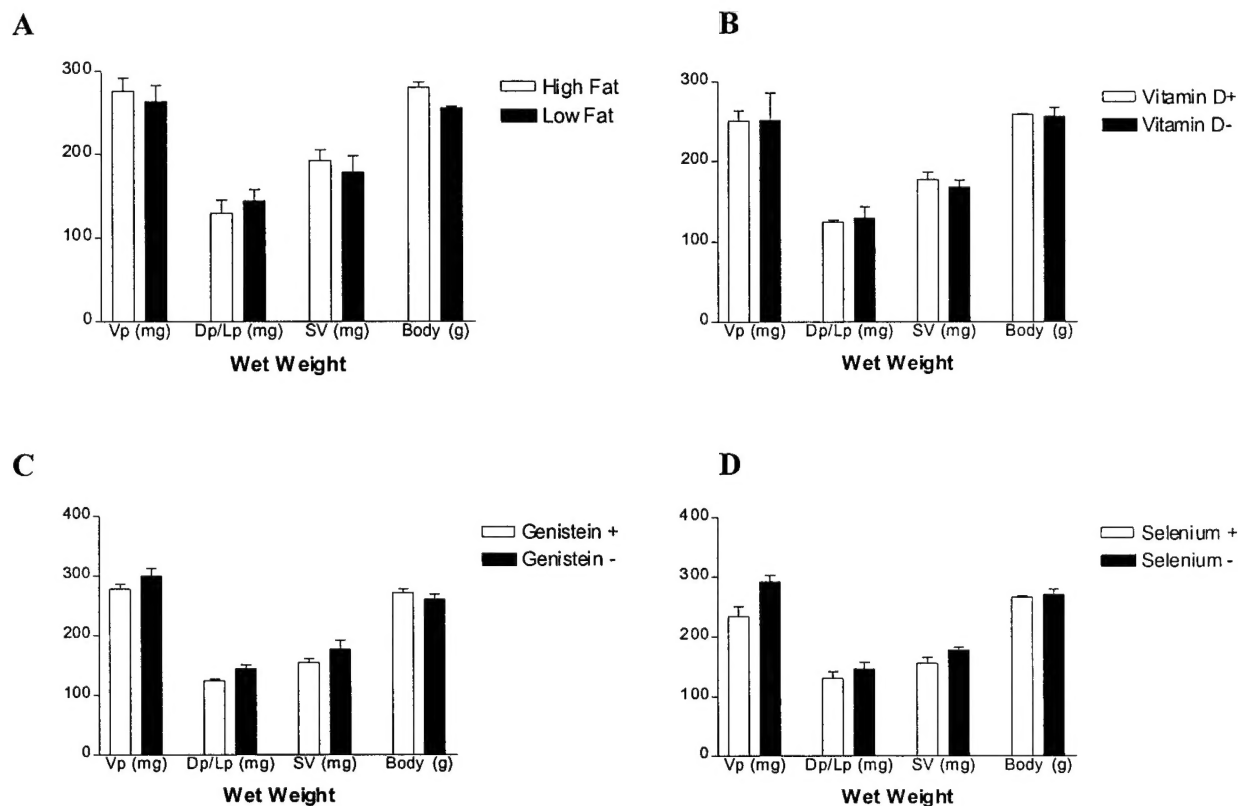 A
300
200
100
0
High Fat
Low Fat
Vp (mg) Dp/Lp (mg) SV (mg) Body (g)
Wet Weight
B
300
200
100
0
Vitamin D+
Vitamin D-
Vp (mg) Dp/Lp (mg) SV (mg) Body (g)
Wet Weight
C
400
300
200
100
0
Genistein +
Genistein -
Vp (mg) Dp/Lp (mg) SV (mg) Body (g)
Wet Weight
D
400
300
200
100
0
Selenium +
Selenium -
Vp (mg) Dp/Lp (mg) SV (mg) Body (g)
Wet Weight